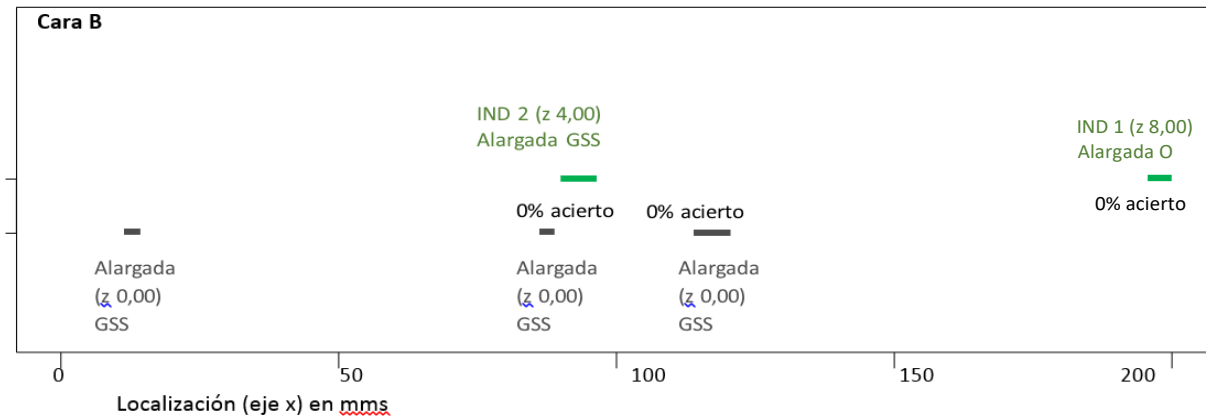 Cara B
IND 2 (z 4,00)
Alargada GSS
IND 1 (z 8,00)
Alargada O
0% acierto
0% acierto
0% acierto
Alargada
(z 0,00)
GSS
Alargada
(z 0,00)
GSS
Alargada
(z 0,00)
GSS
0
50
100
150
200
Localización (eje x) en mms